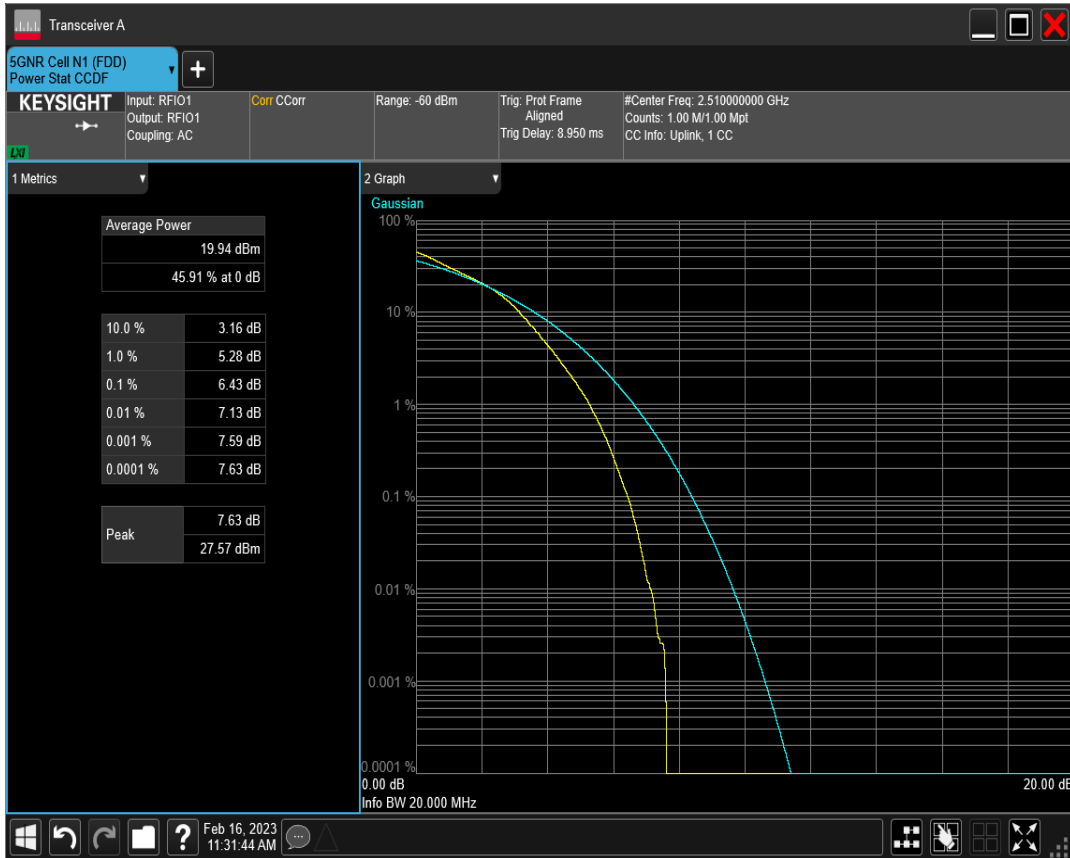 Transceiver A
5GNR Cell N1 (FDD)
Power Stat CCDF
+
KEYSIGHT
LXI
Input: RFIO1
Output: RFIO1
Coupling: AC
Corr CCorr
Range: -60 dBm
Trig: Prot Frame
Aligned
Trig Delay: 8.950 ms
#Center Freq: 2.510000000 GHz
Counts: 1.00 M/1.00 Mpt
CC Info: Uplink, 1 CC
1 Metrics
Average Power
19.94 dBm
45.91 % at 0 dB
10.0 % 3.16 dB
1.0 % 5.28 dB
0.1 % 6.43 dB
0.01 % 7.13 dB
0.001 % 7.59 dB
0.0001 % 7.63 dB
Peak
7.63 dB
27.57 dBm
2 Graph
Gaussian
100 %
10 %
1 %
0.1 %
0.01 %
0.001 %
0.0001 %
0.00 dB 20.00 dB
Info BW 20.000 MHz
?
Feb 16, 2023
11:31:44 AM